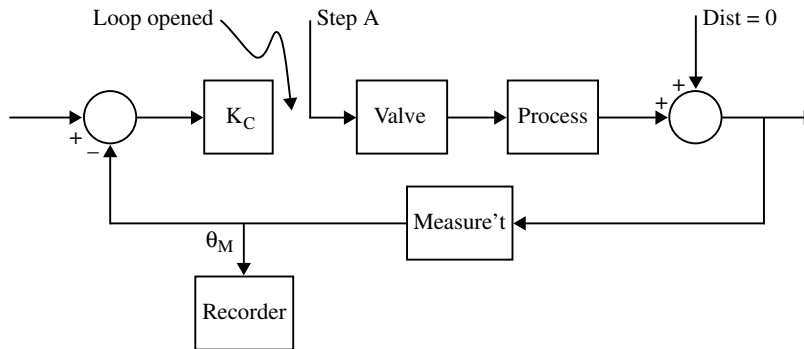 Loop opened
Step A
Dist = 0
+
+
K_C
Valve
Process
+
−
Measure't
θ_M
Recorder